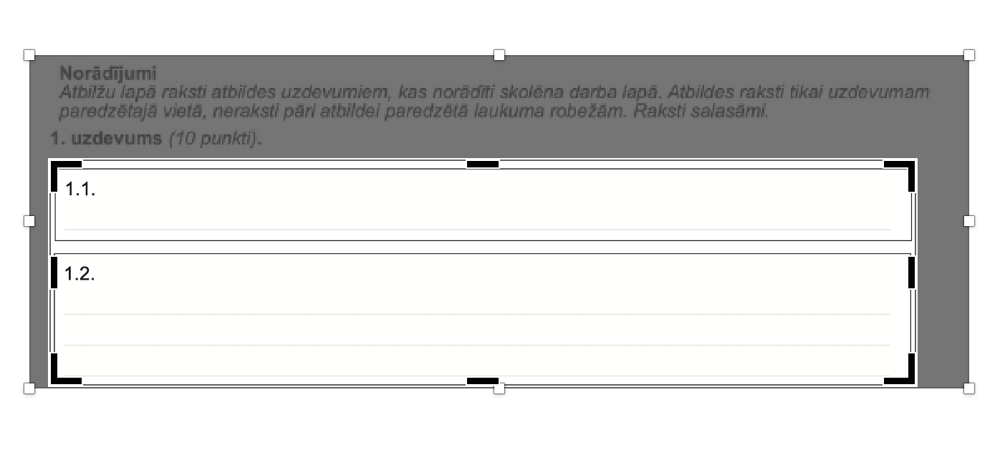 Norādījumi
Atbilžu lapā raksti atbildes uzdevumiem, kas norādīti skolēna darba lapā. Atbildes raksti tikai uzdevumam
paredzētajā vietā, neraksti pāri atbildei paredzētā laukuma robežām. Raksti salasāmi.
1. uzdevums (10 punkti).
1.1.
1.2.